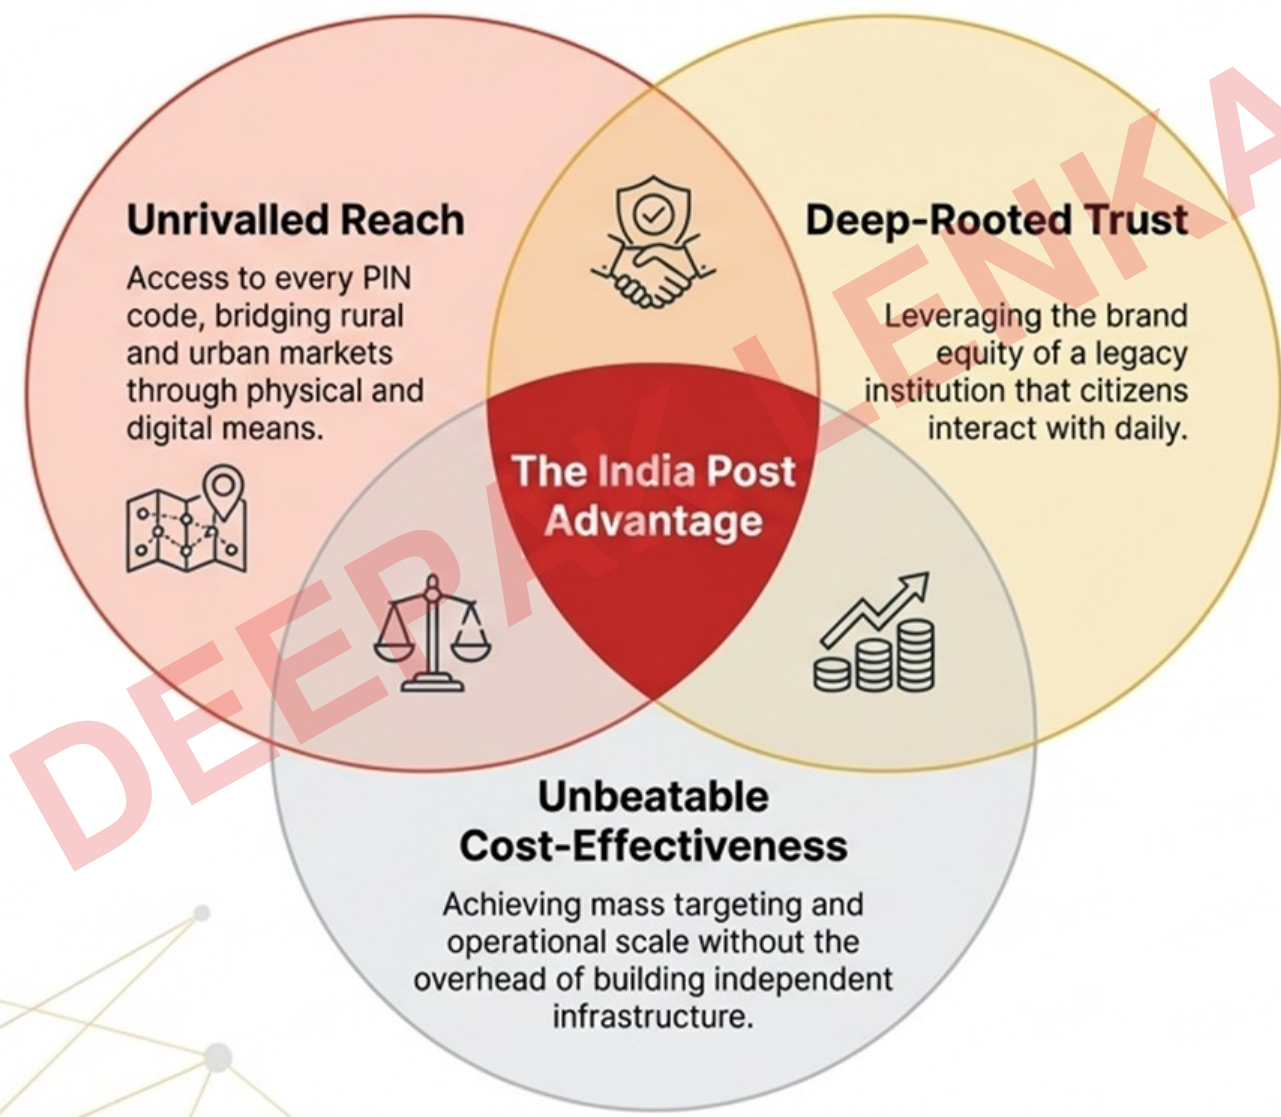 Unrivalled Reach
Access to every PIN
code, bridging rural
and urban markets
through physical and
digital means.
Deep-Rooted Trust
Leveraging the brand
equity of a legacy
institution that citizens
interact with daily.
The India Post
Advantage
Unbeatable
Cost-Effectiveness
Achieving mass targeting and
operational scale without the
overhead of building independent
infrastructure.
DEEPAK LENKA